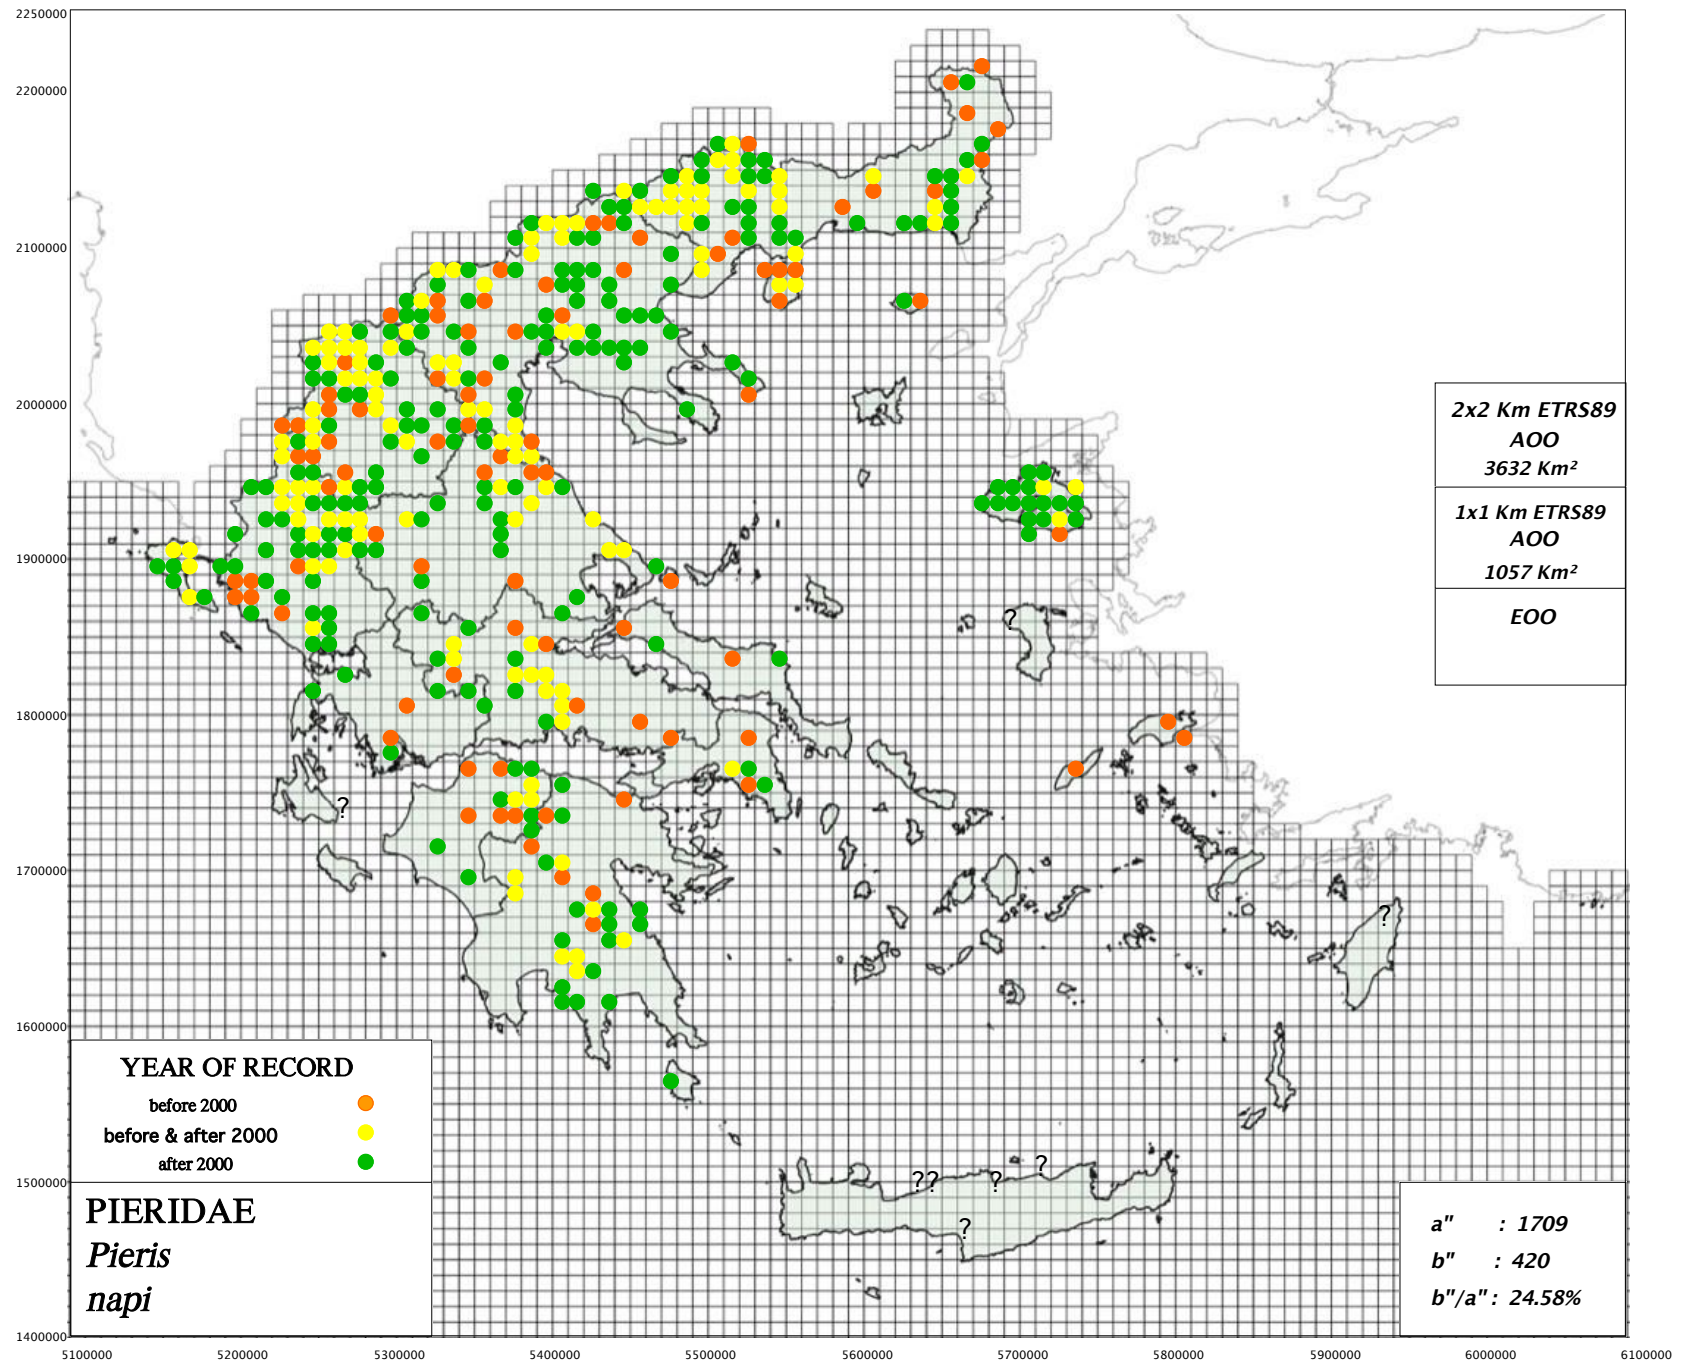 2250000
2200000
2100000
2000000
1900000
1800000
1700000
1600000
1500000
1400000
5100000 5200000 5300000 5400000 5500000 5600000 5700000 5800000 5900000 6000000 6100000
2x2 Km ETRS89
AOO
3632 Km²
1x1 Km ETRS89
AOO
1057 Km²
EOO
?
?
?
?
??
?
?
YEAR OF RECORD
before 2000
before & after 2000
after 2000
PIERIDAE
Pieris
napi
a" : 1709
b" : 420
b"/a" : 24.58%